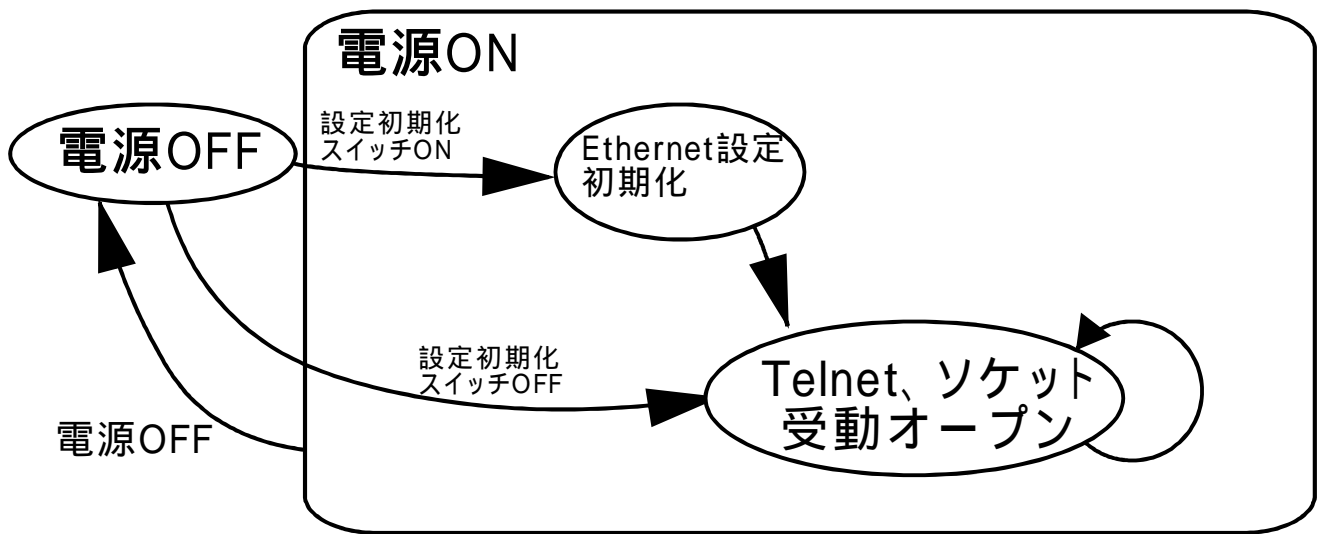 電源ON
電源OFF
設定初期化
スイッチON
Ethernet設定
初期化
設定初期化
スイッチOFF
Telnet、ソケット
受動オープン
電源OFF